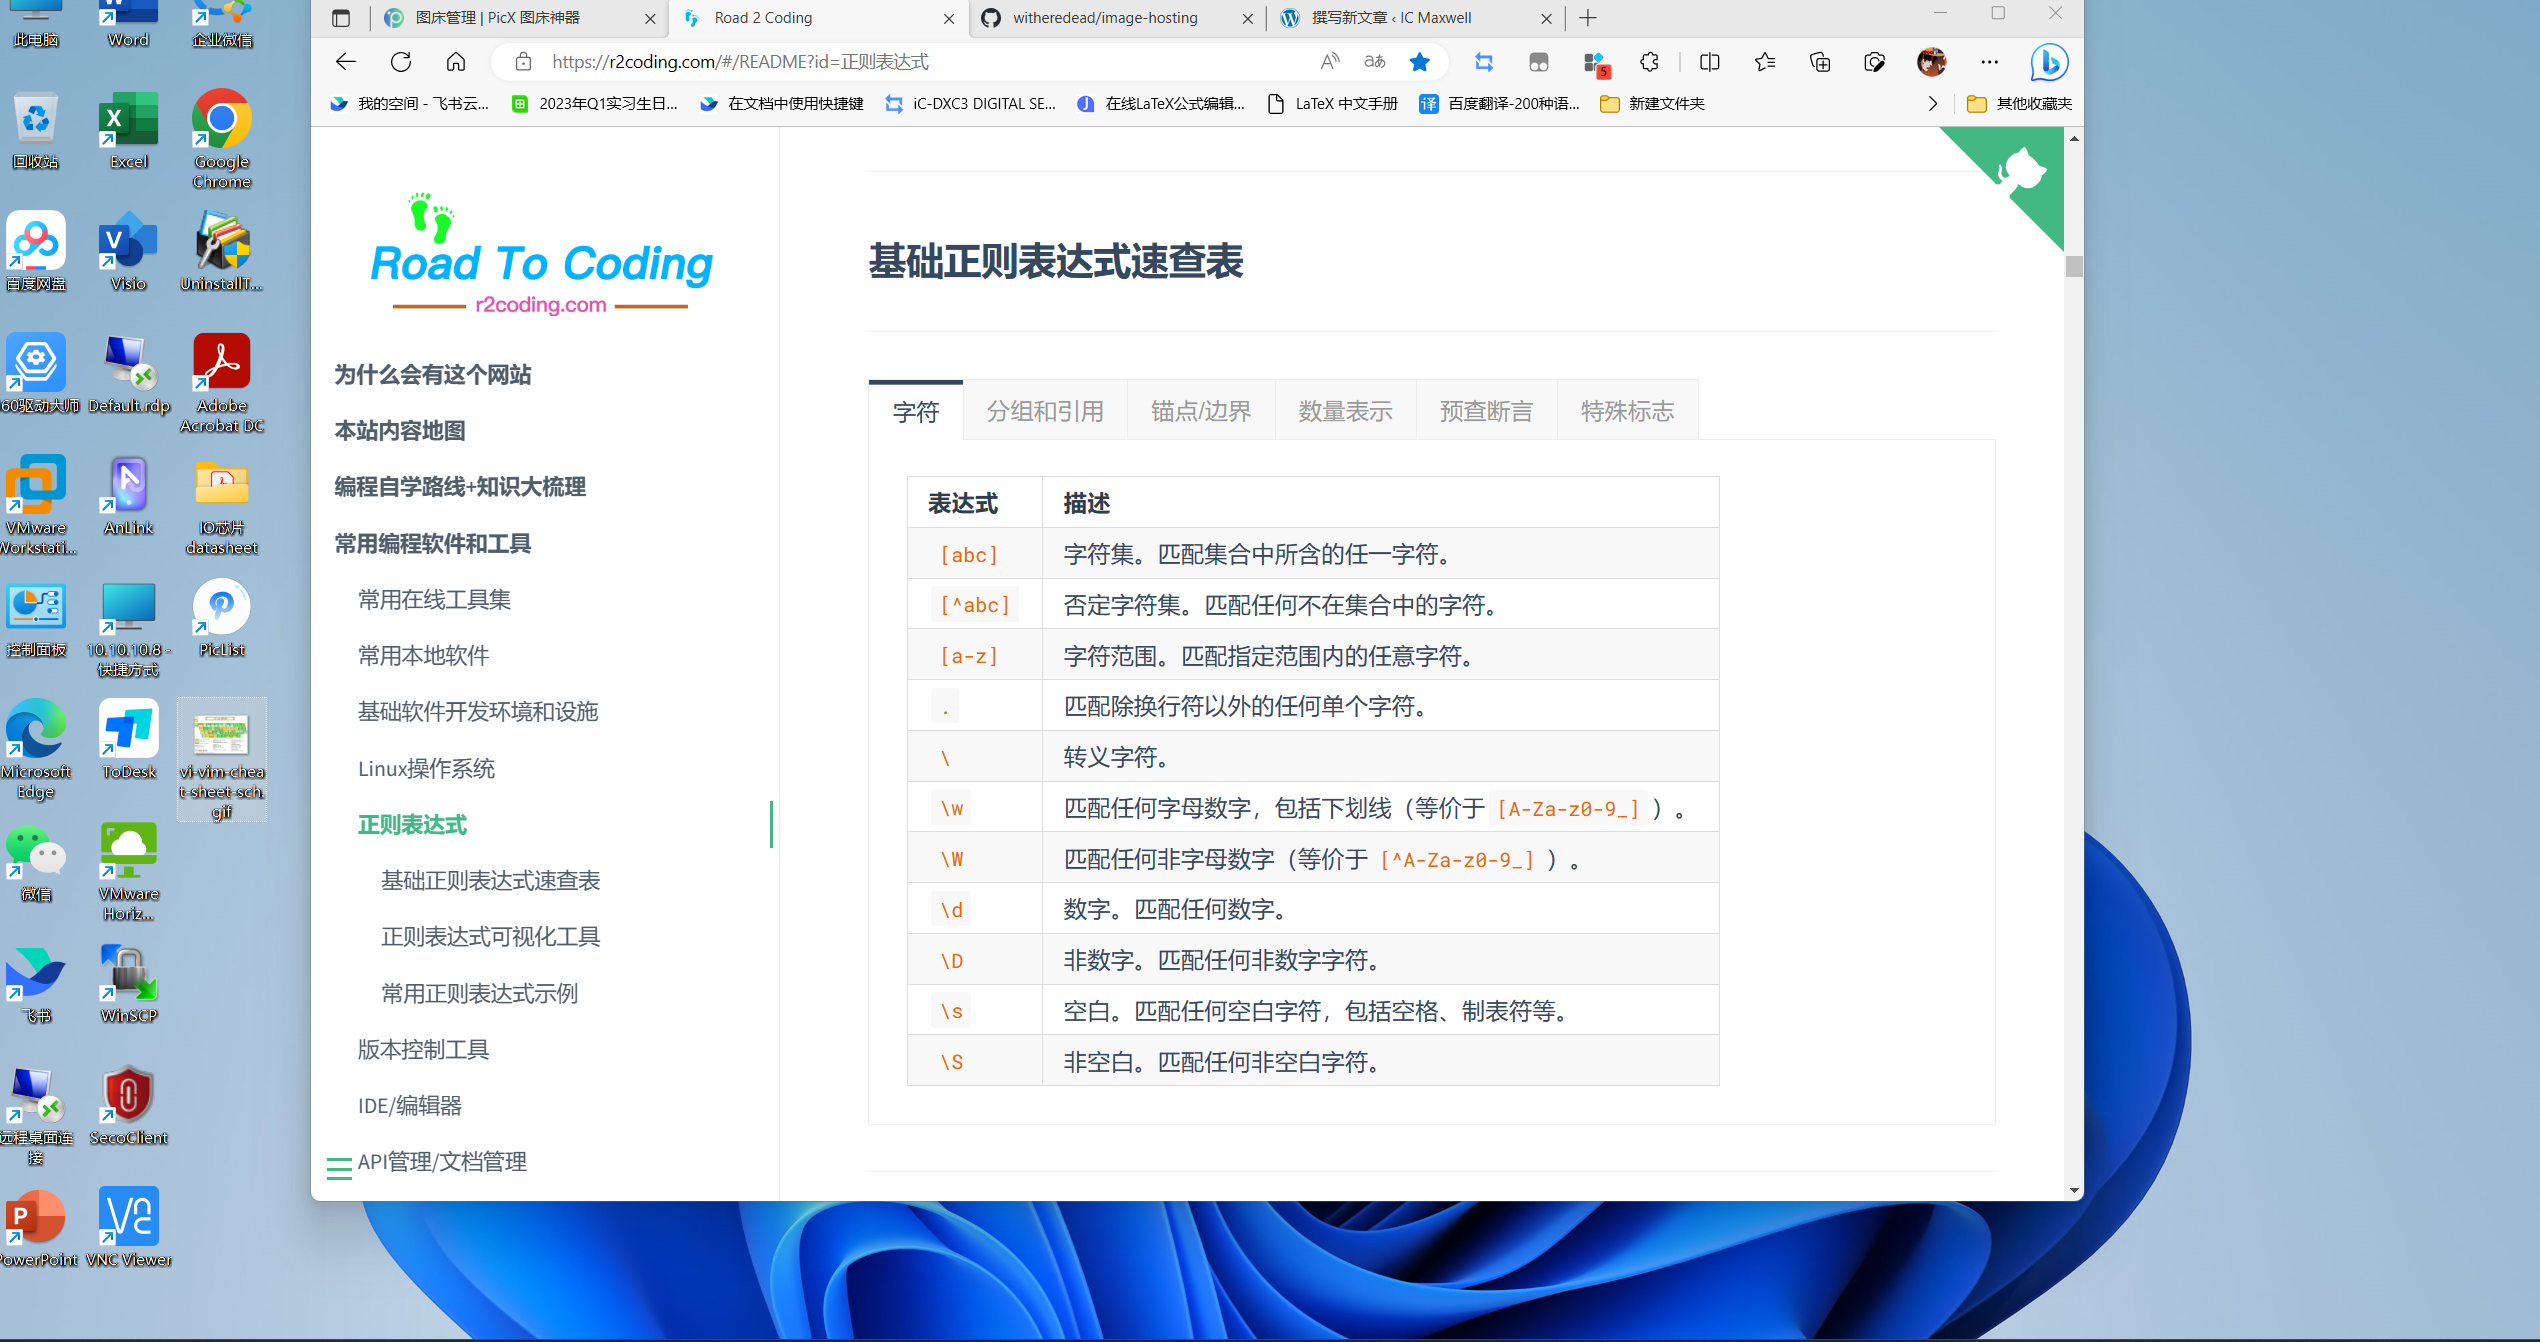 此电脑
Word
企业微信
回收站
Excel
Google
Chrome
百度网盘
Visio
UninstallT...
60驱动大师
Default.rdp
Adobe
Acrobat DC
VMware
Workstati...
AnLink
IO芯片
datasheet
控制面板
10.10.10.8 -
快捷方式
PicList
Microsoft
Edge
ToDesk
vi-vim-chea
t-sheet-sch.
gif
微信
VMware
Horiz...
飞书
WinSCP
远程桌面连
接
SecoClient
PowerPoint
VNC Viewer
图床管理 | PicX 图床神器
Road 2 Coding
witheredead/image-hosting
撰写新文章 ‹ IC Maxwell
https://r2coding.com/#/README?id=正则表达式
5
我的空间 - 飞书云...
2023年Q1实习生日...
在文档中使用快捷键
iC-DXC3 DIGITAL SE...
在线LaTeX公式编辑...
LaTeX 中文手册
译 百度翻译-200种语...
新建文件夹
其他收藏夹
Road To Coding
r2coding.com
为什么会有这个网站
本站内容地图
编程自学路线+知识大梳理
常用编程软件和工具
常用在线工具集
常用本地软件
基础软件开发环境和设施
Linux操作系统
正则表达式
基础正则表达式速查表
正则表达式可视化工具
常用正则表达式示例
版本控制工具
IDE/编辑器
API管理/文档管理
基础正则表达式速查表
字符 分组和引用 锚点/边界 数量表示 预查断言 特殊标志
表达式 描述
[abc] 字符集。匹配集合中所含的任一字符。
[^abc] 否定字符集。匹配任何不在集合中的字符。
[a-z] 字符范围。匹配指定范围内的任意字符。
. 匹配除换行符以外的任何单个字符。
\ 转义字符。
\w 匹配任何字母数字，包括下划线（等价于 [A-Za-z0-9_] ）。
\W 匹配任何非字母数字（等价于 [^A-Za-z0-9_] ）。
\d 数字。匹配任何数字。
\D 非数字。匹配任何非数字字符。
\s 空白。匹配任何空白字符，包括空格、制表符等。
\S 非空白。匹配任何非空白字符。